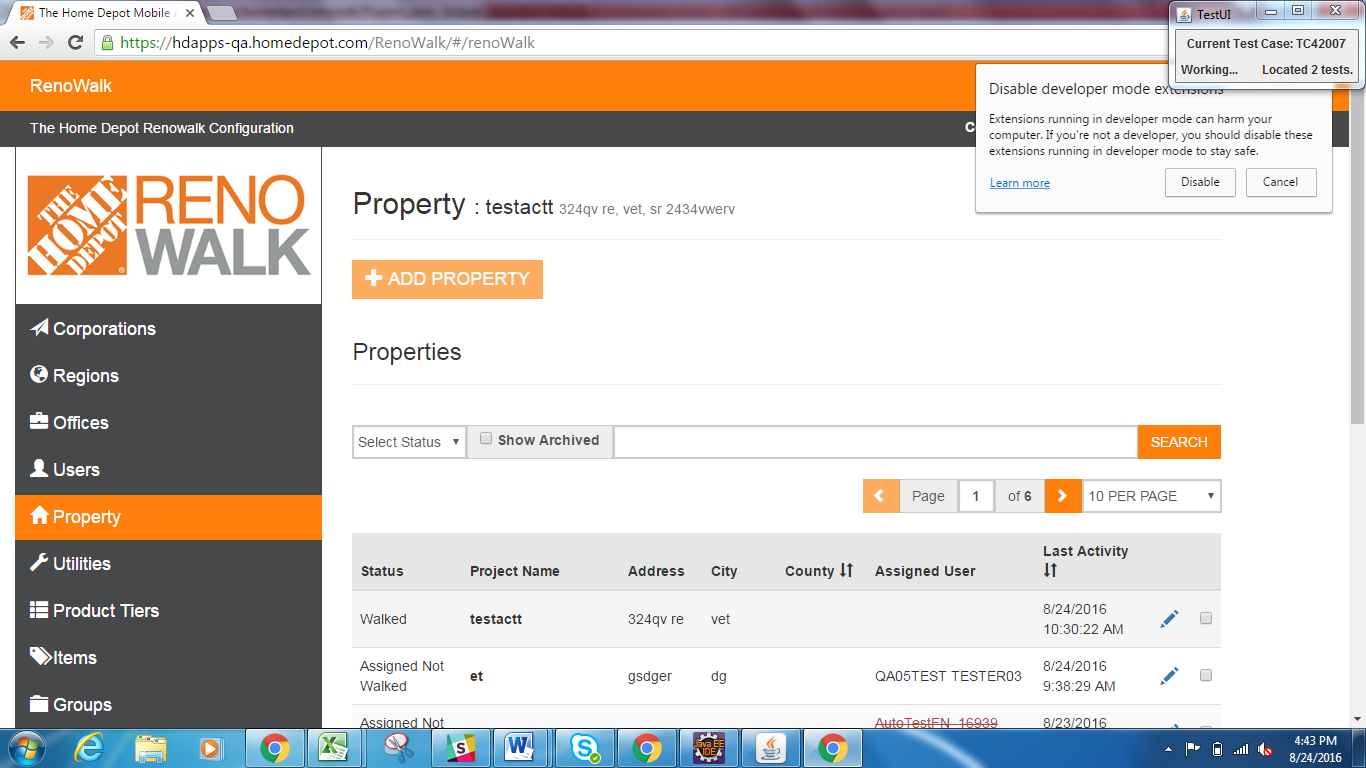 The Home Depot Mobile
TestUI
https://hdapps-qa.homedepot.com/RenoWalk/#/renoWalk
Current Test Case: TC42007
Working... Located 2 tests.
RenoWalk
The Home Depot Renowalk Configuration
Disable developer mode extensions
Extensions running in developer mode can harm your
computer. If you're not a developer, you should disable these
extensions running in developer mode to stay safe.
Learn more
Disable
Cancel
THE HOME DEPOT
RENO
WALK
Corporations
Regions
Offices
Users
Property
Utilities
Product Tiers
Items
Groups
Property : testactt 324qv re, vet, sr 2434vwerv
ADD PROPERTY
Properties
Select Status Show Archived SEARCH
Page 1 of 6 10 PER PAGE
Status Project Name Address City County Assigned User Last Activity
Walked testactt 324qv re vet 8/24/2016
10:30:22 AM
Assigned Not
Walked et gsdger dg QA05TEST TESTER03 8/24/2016
9:38:29 AM
Assigned Not AutoTestFN_16939 8/23/2016
Java EE
IDE
4:43 PM
8/24/2016